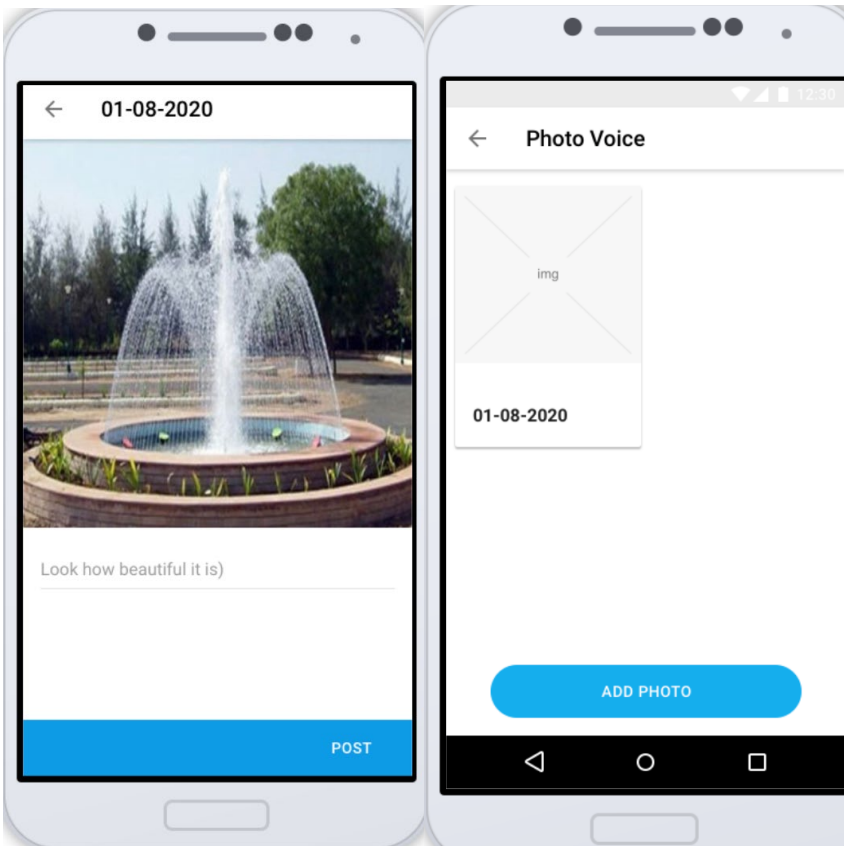 01-08-2020
Look how beautiful it is)
POST
12:30
Photo Voice
img
01-08-2020
ADD PHOTO